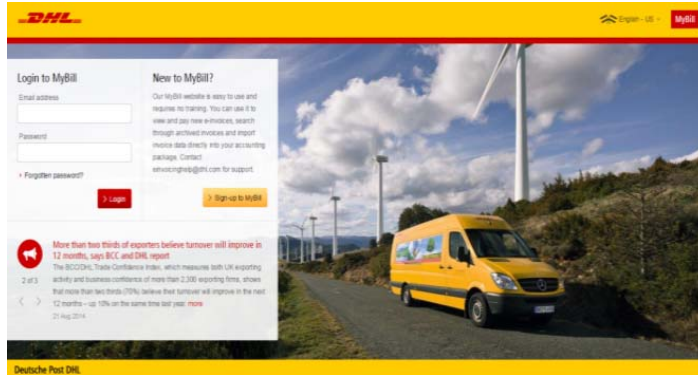 DHL
English - US
MyBill
Login to MyBill
Email address
Password
Forgotten password?
> Login
New to MyBill?
Our MyBill website is easy to use and
requires no training. You can use it to
view and pay new e-invoices, search
through archived invoices and import
invoice data directly into your accounting
package. Contact
einvoicinghelp@dhl.com for support.
> Sign-up to MyBill
More than two thirds of exporters believe turnover will improve in
12 months, says BCC and DHL report
The BCC/DHL Trade Confidence Index, which measures both UK exporting
activity and business confidence of more than 2,300 exporting firms, shows
that more than two thirds (70%) believe their turnover will improve in the next
12 months – up 10% on the same time last year. more
21 Aug 2014
2 of 3
Deutsche Post DHL